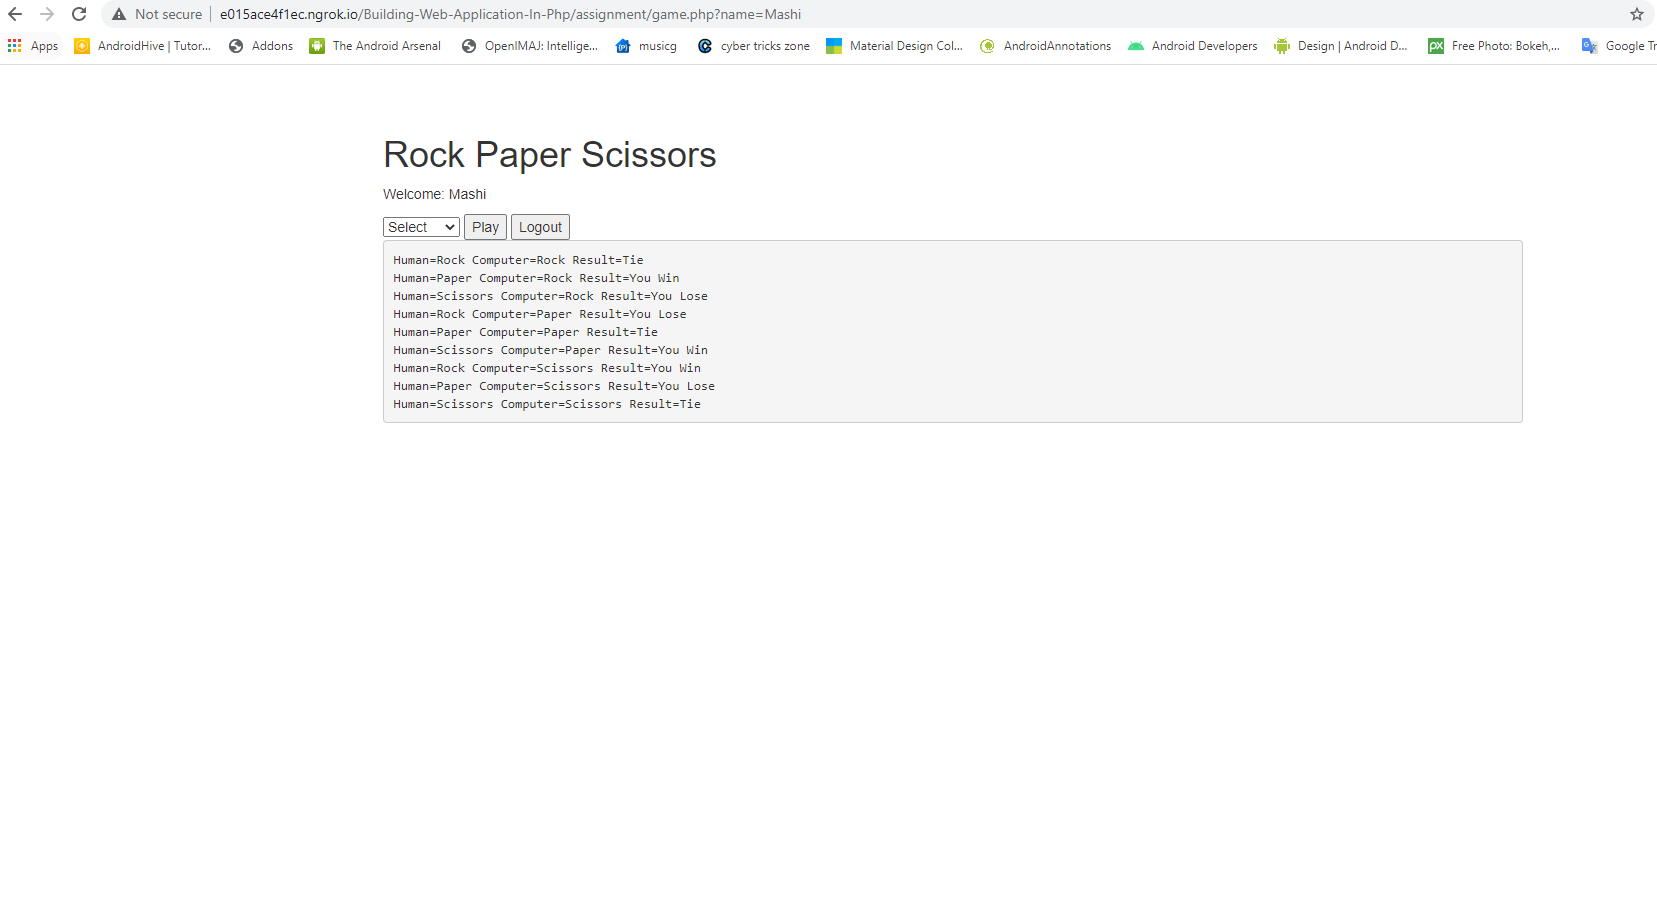 Not secure e015ace4f1ec.ngrok.io/Building-Web-Application-In-Php/assignment/game.php?name=Mashi
Apps AndroidHive | Tutor... Addons The Android Arsenal OpenIMAJ: Intellige... musicg cyber tricks zone Material Design Col... AndroidAnnotations Android Developers Design | Android D... Free Photo: Bokeh,... Google Tr
Rock Paper Scissors
Welcome: Mashi
Select Play Logout
Human=Rock Computer=Rock Result=Tie
Human=Paper Computer=Rock Result=You Win
Human=Scissors Computer=Rock Result=You Lose
Human=Rock Computer=Paper Result=You Lose
Human=Paper Computer=Paper Result=Tie
Human=Scissors Computer=Paper Result=You Win
Human=Rock Computer=Scissors Result=You Win
Human=Paper Computer=Scissors Result=You Lose
Human=Scissors Computer=Scissors Result=Tie